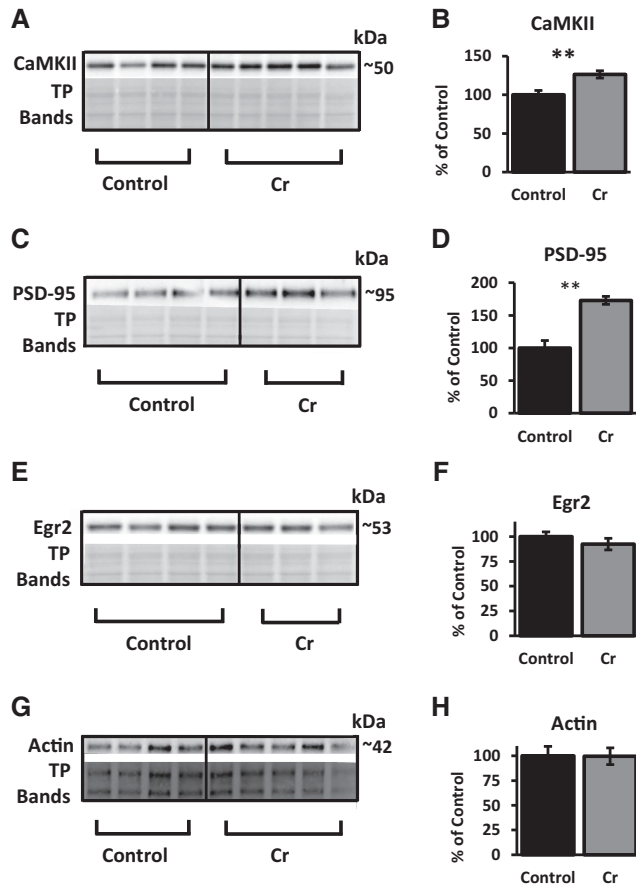 A
kDa
CaMKII
~50
TP
Bands
Control Cr
B
CaMKII
% of Control
150
**
100
50
0
Control Cr
C
kDa
PSD-95
~95
TP
Bands
Control Cr
D
PSD-95
% of Control
200
**
150
100
50
0
Control Cr
E
kDa
Egr2
~53
TP
Bands
Control Cr
F
Egr2
% of Control
100
75
50
25
0
Control Cr
G
kDa
Actin
~42
TP
Bands
Control Cr
H
Actin
% of Control
100
75
50
25
0
Control Cr